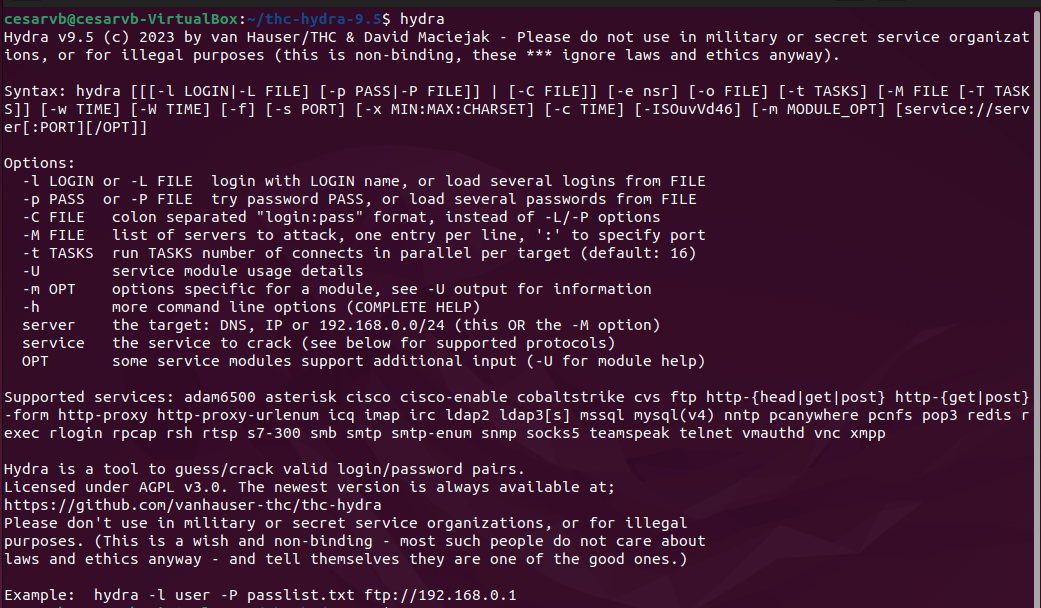 cesarvb@cesarvb-VirtualBox:~/thc-hydra-9.5$ hydra
Hydra v9.5 (c) 2023 by van Hauser/THC & David Maciejak - Please do not use in military or secret service organizat
ions, or for illegal purposes (this is non-binding, these *** ignore laws and ethics anyway).

Syntax: hydra [[[-l LOGIN|-L FILE] [-p PASS|-P FILE]] | [-C FILE]] [-e nsr] [-o FILE] [-t TASKS] [-M FILE [-T TASK
S]] [-w TIME] [-W TIME] [-f] [-s PORT] [-x MIN:MAX:CHARSET] [-c TIME] [-ISOuvVd46] [-m MODULE_OPT] [service://serv
er[:PORT][/OPT]]

Options:
  -l LOGIN or -L FILE  login with LOGIN name, or load several logins from FILE
  -p PASS  or -P FILE  try password PASS, or load several passwords from FILE
  -C FILE   colon separated "login:pass" format, instead of -L/-P options
  -M FILE   list of servers to attack, one entry per line, ':' to specify port
  -t TASKS  run TASKS number of connects in parallel per target (default: 16)
  -U        service module usage details
  -m OPT    options specific for a module, see -U output for information
  -h        more command line options (COMPLETE HELP)
  server    the target: DNS, IP or 192.168.0.0/24 (this OR the -M option)
  service   the service to crack (see below for supported protocols)
  OPT       some service modules support additional input (-U for module help)

Supported services: adam6500 asterisk cisco cisco-enable cobaltstrike cvs ftp http-{head|get|post} http-{get|post}
-form http-proxy http-proxy-urlenum icq imap irc ldap2 ldap3[s] mssql mysql(v4) nntp pcanywhere pcnfs pop3 redis r
exec rlogin rpcap rsh rtsp s7-300 smb smtp smtp-enum snmp socks5 teamspeak telnet vmauthd vnc xmpp

Hydra is a tool to guess/crack valid login/password pairs.
Licensed under AGPL v3.0. The newest version is always available at;
https://github.com/vanhauser-thc/thc-hydra
Please don't use in military or secret service organizations, or for illegal
purposes. (This is a wish and non-binding - most such people do not care about
laws and ethics anyway - and tell themselves they are one of the good ones.)

Example:  hydra -l user -P passlist.txt ftp://192.168.0.1